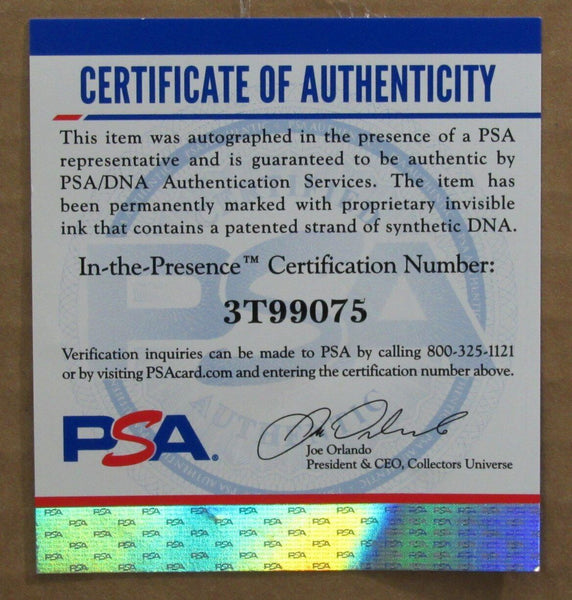 CERTIFICATE OF AUTHENTICITY
This item was autographed in the presence of a PSA
representative and is guaranteed to be authentic by
PSA/DNA Authentication Services. The item has
been permanently marked with proprietary invisible
ink that contains a patented strand of synthetic DNA.
In-the-Presence™ Certification Number:
3T99075
Verification inquiries can be made to PSA by calling 800-325-1121
or by visiting PSAcard.com and entering the certification number above.
PSA®
Joe Orlando
President & CEO, Collectors Universe